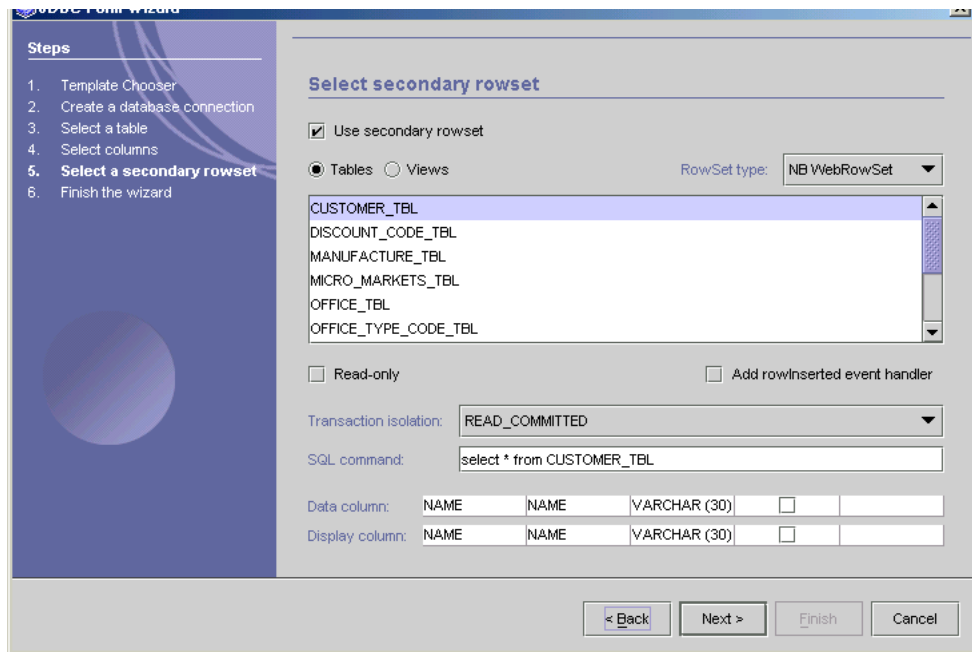 JDBC Form Wizard
Steps
1. Template Chooser
2. Create a database connection
3. Select a table
4. Select columns
5. Select a secondary rowset
6. Finish the wizard
Select secondary rowset
Use secondary rowset
Tables Views RowSet type: NB WebRowSet
CUSTOMER_TBL
DISCOUNT_CODE_TBL
MANUFACTURE_TBL
MICRO_MARKETS_TBL
OFFICE_TBL
OFFICE_TYPE_CODE_TBL
Read-only Add rowInserted event handler
Transaction isolation: READ_COMMITTED
SQL command: select * from CUSTOMER_TBL
Data column: NAME NAME VARCHAR (30)
Display column: NAME NAME VARCHAR (30)
< Back Next > Finish Cancel